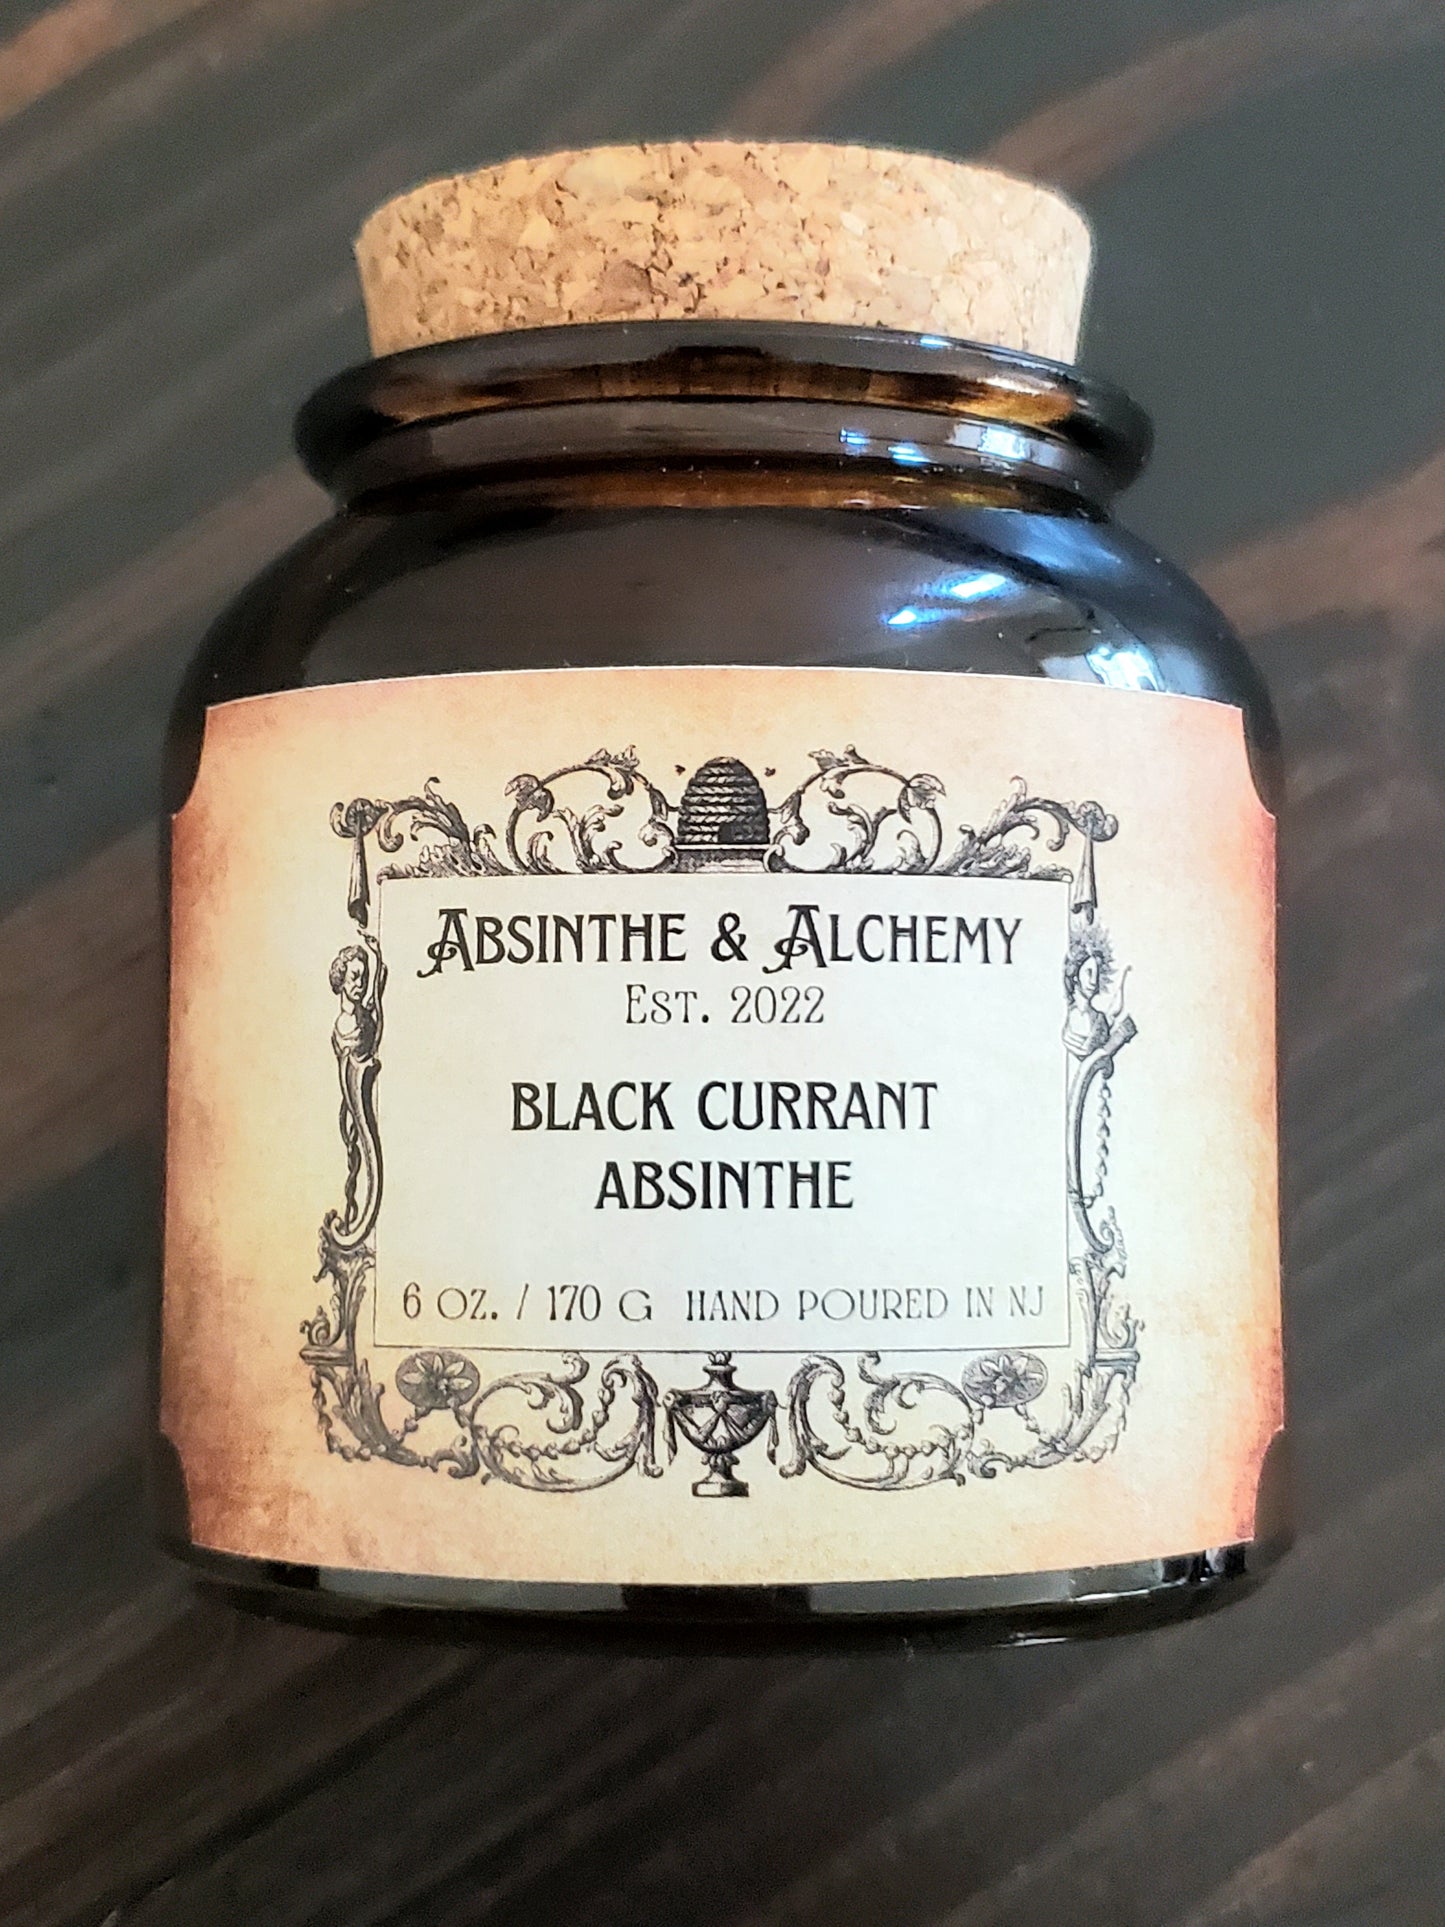 ABSINTHE & ALCHEMY
EST. 2022
BLACK CURRANT
ABSINTHE
6 OZ. / 170 G HAND POURED IN NJ